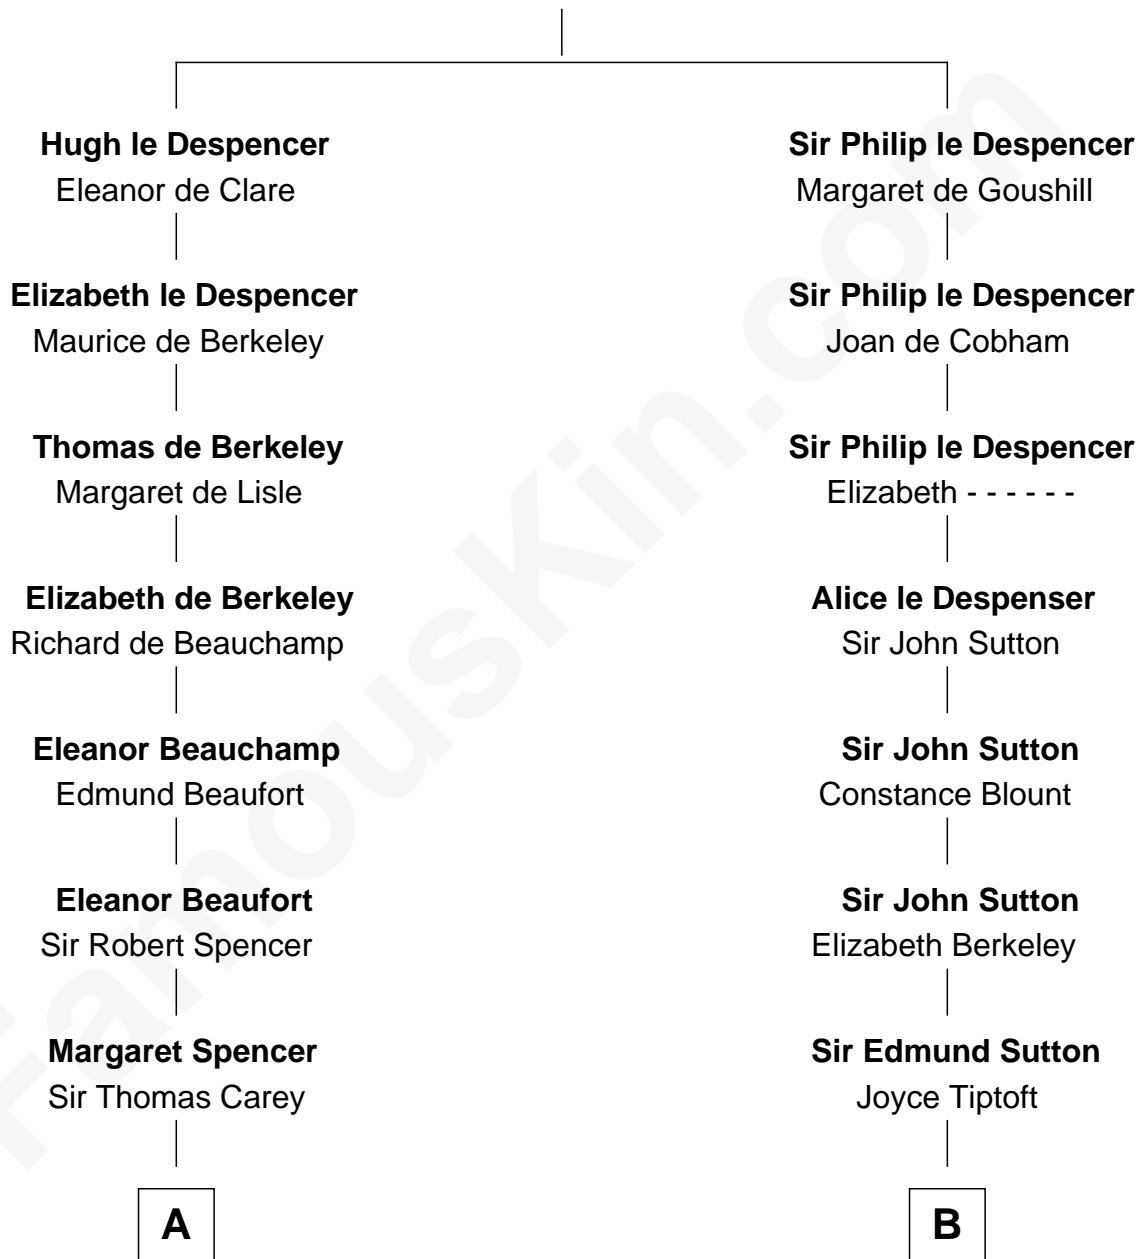 Hugh le Despencer
Eleanor de Clare
Elizabeth le Despencer
Maurice de Berkeley
Thomas de Berkeley
Margaret de Lisle
Elizabeth de Berkeley
Richard de Beauchamp
Eleanor Beauchamp
Edmund Beaufort
Eleanor Beaufort
Sir Robert Spencer
Margaret Spencer
Sir Thomas Carey
A
Sir Philip le Despencer
Margaret de Goushill
Sir Philip le Despencer
Joan de Cobham
Sir Philip le Despencer
Elizabeth - - - - - -
Alice le Despenser
Sir John Sutton
Sir John Sutton
Constance Blount
Sir John Sutton
Elizabeth Berkeley
Sir Edmund Sutton
Joyce Tiptoft
B
FamousKin.com